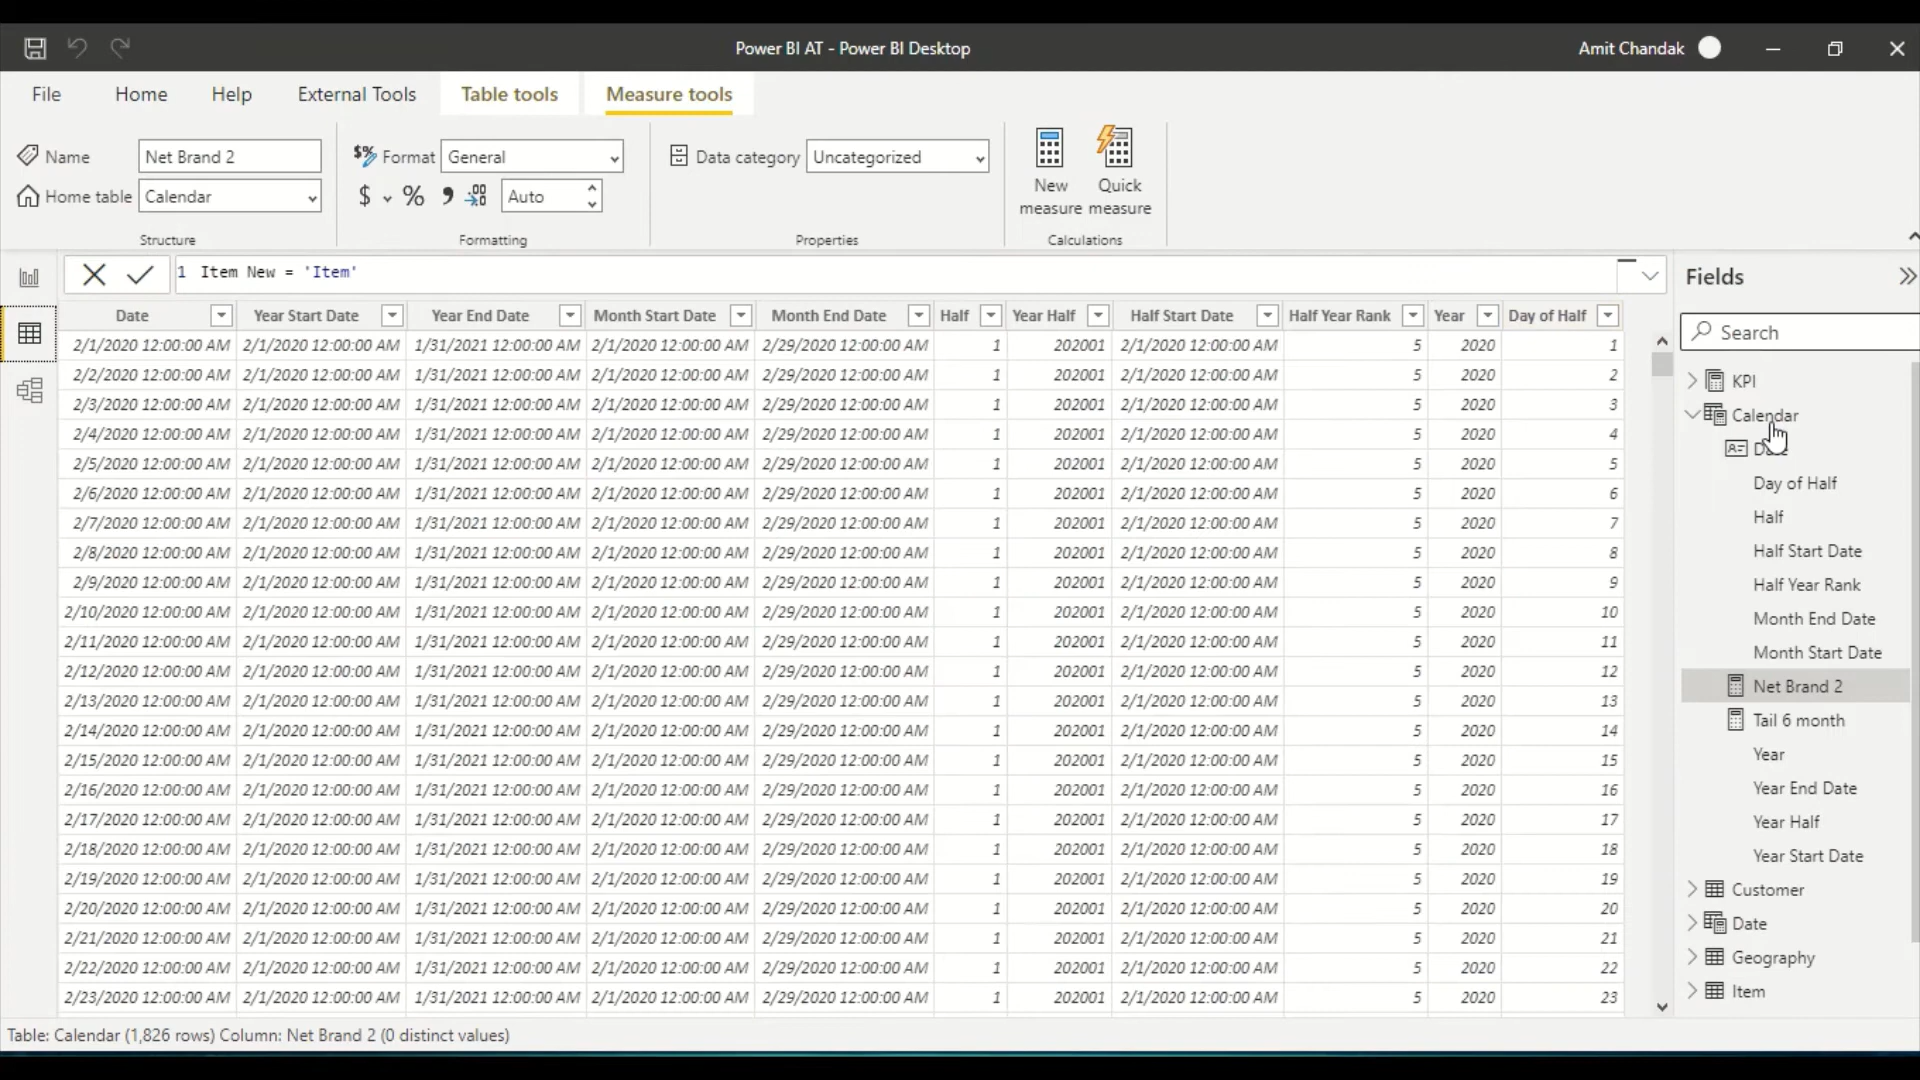 Power BI AT - Power BI Desktop
Amit Chandak
File Home Help External Tools Table tools Measure tools
Name Net Brand 2
Home table Calendar
Structure
$% Format General
$ % , .00 Auto
Formatting
Data category Uncategorized
Properties
New measure
Quick measure
Calculations
1 Item New = 'Item'
Date Year Start Date Year End Date Month Start Date Month End Date Half Year Half Half Start Date Half Year Rank Year Day of Half
2/1/2020 12:00:00 AM 2/1/2020 12:00:00 AM 1/31/2021 12:00:00 AM 2/1/2020 12:00:00 AM 2/29/2020 12:00:00 AM 1 202001 2/1/2020 12:00:00 AM 5 2020 1
2/2/2020 12:00:00 AM 2/1/2020 12:00:00 AM 1/31/2021 12:00:00 AM 2/1/2020 12:00:00 AM 2/29/2020 12:00:00 AM 1 202001 2/1/2020 12:00:00 AM 5 2020 2
2/3/2020 12:00:00 AM 2/1/2020 12:00:00 AM 1/31/2021 12:00:00 AM 2/1/2020 12:00:00 AM 2/29/2020 12:00:00 AM 1 202001 2/1/2020 12:00:00 AM 5 2020 3
2/4/2020 12:00:00 AM 2/1/2020 12:00:00 AM 1/31/2021 12:00:00 AM 2/1/2020 12:00:00 AM 2/29/2020 12:00:00 AM 1 202001 2/1/2020 12:00:00 AM 5 2020 4
2/5/2020 12:00:00 AM 2/1/2020 12:00:00 AM 1/31/2021 12:00:00 AM 2/1/2020 12:00:00 AM 2/29/2020 12:00:00 AM 1 202001 2/1/2020 12:00:00 AM 5 2020 5
2/6/2020 12:00:00 AM 2/1/2020 12:00:00 AM 1/31/2021 12:00:00 AM 2/1/2020 12:00:00 AM 2/29/2020 12:00:00 AM 1 202001 2/1/2020 12:00:00 AM 5 2020 6
2/7/2020 12:00:00 AM 2/1/2020 12:00:00 AM 1/31/2021 12:00:00 AM 2/1/2020 12:00:00 AM 2/29/2020 12:00:00 AM 1 202001 2/1/2020 12:00:00 AM 5 2020 7
2/8/2020 12:00:00 AM 2/1/2020 12:00:00 AM 1/31/2021 12:00:00 AM 2/1/2020 12:00:00 AM 2/29/2020 12:00:00 AM 1 202001 2/1/2020 12:00:00 AM 5 2020 8
2/9/2020 12:00:00 AM 2/1/2020 12:00:00 AM 1/31/2021 12:00:00 AM 2/1/2020 12:00:00 AM 2/29/2020 12:00:00 AM 1 202001 2/1/2020 12:00:00 AM 5 2020 9
2/10/2020 12:00:00 AM 2/1/2020 12:00:00 AM 1/31/2021 12:00:00 AM 2/1/2020 12:00:00 AM 2/29/2020 12:00:00 AM 1 202001 2/1/2020 12:00:00 AM 5 2020 10
2/11/2020 12:00:00 AM 2/1/2020 12:00:00 AM 1/31/2021 12:00:00 AM 2/1/2020 12:00:00 AM 2/29/2020 12:00:00 AM 1 202001 2/1/2020 12:00:00 AM 5 2020 11
2/12/2020 12:00:00 AM 2/1/2020 12:00:00 AM 1/31/2021 12:00:00 AM 2/1/2020 12:00:00 AM 2/29/2020 12:00:00 AM 1 202001 2/1/2020 12:00:00 AM 5 2020 12
2/13/2020 12:00:00 AM 2/1/2020 12:00:00 AM 1/31/2021 12:00:00 AM 2/1/2020 12:00:00 AM 2/29/2020 12:00:00 AM 1 202001 2/1/2020 12:00:00 AM 5 2020 13
2/14/2020 12:00:00 AM 2/1/2020 12:00:00 AM 1/31/2021 12:00:00 AM 2/1/2020 12:00:00 AM 2/29/2020 12:00:00 AM 1 202001 2/1/2020 12:00:00 AM 5 2020 14
2/15/2020 12:00:00 AM 2/1/2020 12:00:00 AM 1/31/2021 12:00:00 AM 2/1/2020 12:00:00 AM 2/29/2020 12:00:00 AM 1 202001 2/1/2020 12:00:00 AM 5 2020 15
2/16/2020 12:00:00 AM 2/1/2020 12:00:00 AM 1/31/2021 12:00:00 AM 2/1/2020 12:00:00 AM 2/29/2020 12:00:00 AM 1 202001 2/1/2020 12:00:00 AM 5 2020 16
2/17/2020 12:00:00 AM 2/1/2020 12:00:00 AM 1/31/2021 12:00:00 AM 2/1/2020 12:00:00 AM 2/29/2020 12:00:00 AM 1 202001 2/1/2020 12:00:00 AM 5 2020 17
2/18/2020 12:00:00 AM 2/1/2020 12:00:00 AM 1/31/2021 12:00:00 AM 2/1/2020 12:00:00 AM 2/29/2020 12:00:00 AM 1 202001 2/1/2020 12:00:00 AM 5 2020 18
2/19/2020 12:00:00 AM 2/1/2020 12:00:00 AM 1/31/2021 12:00:00 AM 2/1/2020 12:00:00 AM 2/29/2020 12:00:00 AM 1 202001 2/1/2020 12:00:00 AM 5 2020 19
2/20/2020 12:00:00 AM 2/1/2020 12:00:00 AM 1/31/2021 12:00:00 AM 2/1/2020 12:00:00 AM 2/29/2020 12:00:00 AM 1 202001 2/1/2020 12:00:00 AM 5 2020 20
2/21/2020 12:00:00 AM 2/1/2020 12:00:00 AM 1/31/2021 12:00:00 AM 2/1/2020 12:00:00 AM 2/29/2020 12:00:00 AM 1 202001 2/1/2020 12:00:00 AM 5 2020 21
2/22/2020 12:00:00 AM 2/1/2020 12:00:00 AM 1/31/2021 12:00:00 AM 2/1/2020 12:00:00 AM 2/29/2020 12:00:00 AM 1 202001 2/1/2020 12:00:00 AM 5 2020 22
2/23/2020 12:00:00 AM 2/1/2020 12:00:00 AM 1/31/2021 12:00:00 AM 2/1/2020 12:00:00 AM 2/29/2020 12:00:00 AM 1 202001 2/1/2020 12:00:00 AM 5 2020 23
Fields
Search
KPI
Calendar
Day of Half
Half
Half Start Date
Half Year Rank
Month End Date
Month Start Date
Net Brand 2
Tail 6 month
Year
Year End Date
Year Half
Year Start Date
Customer
Date
Geography
Item
Table: Calendar (1,826 rows) Column: Net Brand 2 (0 distinct values)